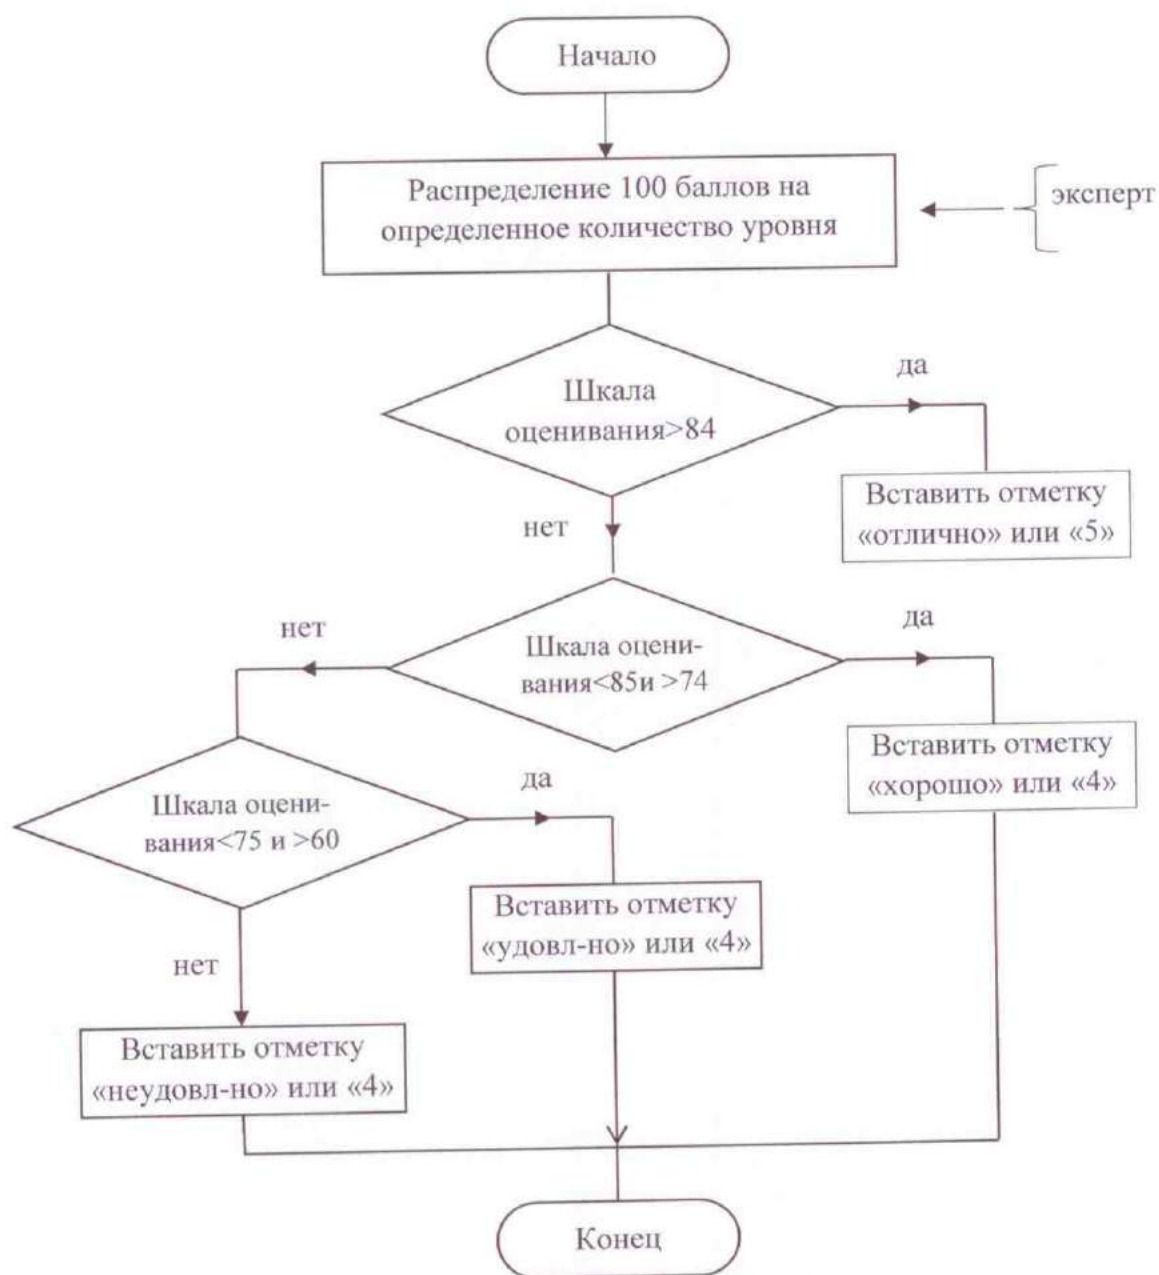 Начало
Распределение 100 баллов на
определенное количество уровня
эксперт
Шкала
оценивания>84
да
Вставить отметку
«отлично» или «5»
нет
Шкала оцени-
вания<85и >74
да
Вставить отметку
«хорошо» или «4»
нет
Шкала оцени-
вания<75 и >60
да
Вставить отметку
«удовл-но» или «4»
нет
Вставить отметку
«неудовл-но» или «4»
Конец